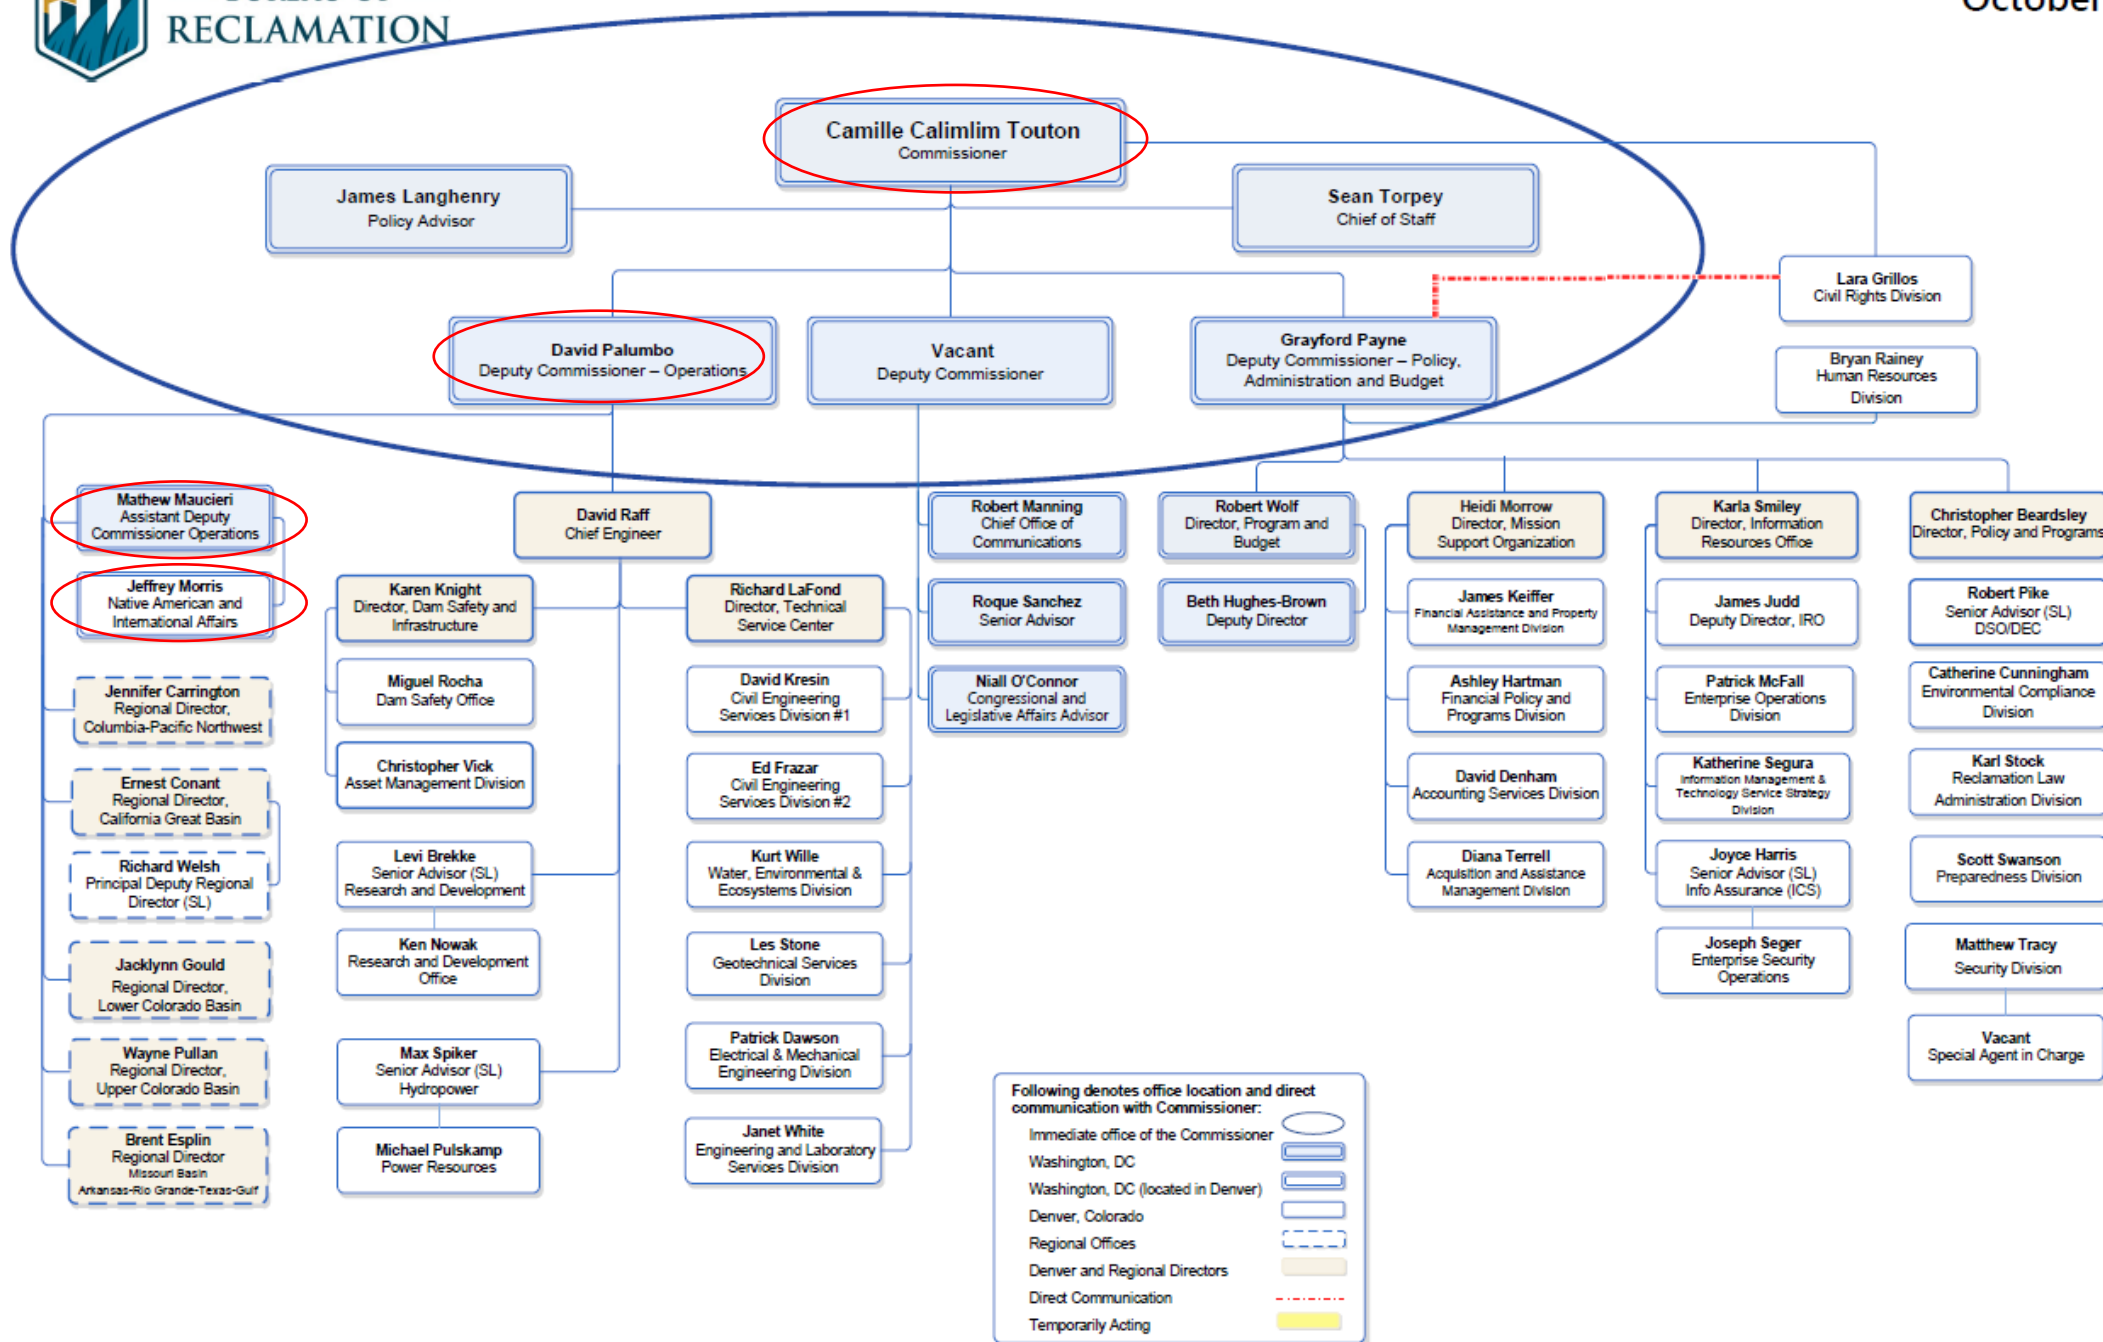 RECLAMATION
October
Camille Calimlim Touton
Commissioner
James Langhenry
Policy Advisor
Sean Torpey
Chief of Staff
Lara Grillos
Civil Rights Division
David Palumbo
Deputy Commissioner – Operations
Vacant
Deputy Commissioner
Grayford Payne
Deputy Commissioner – Policy,
Administration and Budget
Bryan Rainey
Human Resources
Division
Mathew Maucieri
Assistant Deputy
Commissioner Operations
Jeffrey Morris
Native American and
International Affairs
Jennifer Carrington
Regional Director,
Columbia-Pacific Northwest
Ernest Conant
Regional Director,
California Great Basin
Richard Welsh
Principal Deputy Regional
Director (SL)
Jacklynn Gould
Regional Director,
Lower Colorado Basin
Wayne Pullan
Regional Director,
Upper Colorado Basin
Brent Esplin
Regional Director
Missouri Basin
Arkansas-Rio Grande-Texas-Gulf
David Raff
Chief Engineer
Karen Knight
Director, Dam Safety and
Infrastructure
Miguel Rocha
Dam Safety Office
Christopher Vick
Asset Management Division
Levi Brekke
Senior Advisor (SL)
Research and Development
Ken Nowak
Research and Development
Office
Max Spiker
Senior Advisor (SL)
Hydropower
Michael Pulskamp
Power Resources
Richard LaFond
Director, Technical
Service Center
David Kresin
Civil Engineering
Services Division #1
Ed Frazar
Civil Engineering
Services Division #2
Kurt Wille
Water, Environmental &
Ecosystems Division
Les Stone
Geotechnical Services
Division
Patrick Dawson
Electrical & Mechanical
Engineering Division
Janet White
Engineering and Laboratory
Services Division
Robert Manning
Chief Office of
Communications
Roque Sanchez
Senior Advisor
Niall O'Connor
Congressional and
Legislative Affairs Advisor
Robert Wolf
Director, Program and
Budget
Beth Hughes-Brown
Deputy Director
Heidi Morrow
Director, Mission
Support Organization
James Keiffer
Financial Assistance and Property
Management Division
Ashley Hartman
Financial Policy and
Programs Division
David Denham
Accounting Services Division
Diana Terrell
Acquisition and Assistance
Management Division
Karla Smiley
Director, Information
Resources Office
James Judd
Deputy Director, IRO
Patrick McFall
Enterprise Operations
Division
Katherine Segura
Information Management &
Technology Service Strategy
Division
Joyce Harris
Senior Advisor (SL)
Info Assurance (ICS)
Joseph Seger
Enterprise Security
Operations
Christopher Beardsley
Director, Policy and Programs
Robert Pike
Senior Advisor (SL)
DSO/DEC
Catherine Cunningham
Environmental Compliance
Division
Karl Stock
Reclamation Law
Administration Division
Scott Swanson
Preparedness Division
Matthew Tracy
Security Division
Vacant
Special Agent in Charge
Following denotes office location and direct
communication with Commissioner:
Immediate office of the Commissioner
Washington, DC
Washington, DC (located in Denver)
Denver, Colorado
Regional Offices
Denver and Regional Directors
Direct Communication
Temporarily Acting